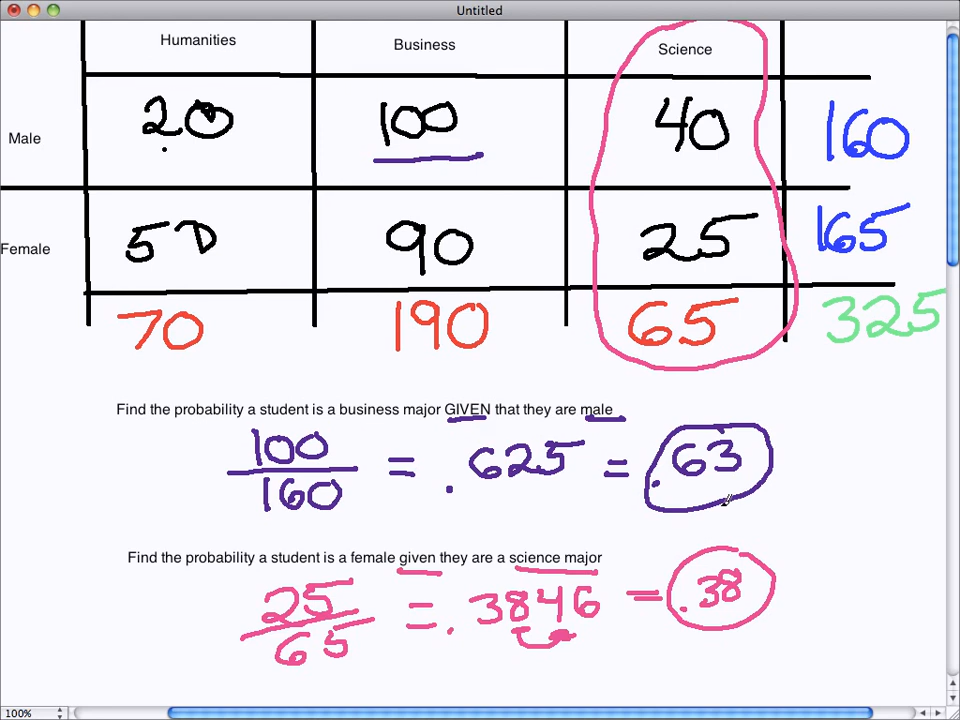 Untitled
Humanities Business Science
Male 20 100 40 160
Female 50 90 25 165
70 190 65 325
Find the probability a student is a business major GIVEN that they are male
100/160 = .625 = .63
Find the probability a student is a female given they are a science major
25/65 = .3846 = .38
100%